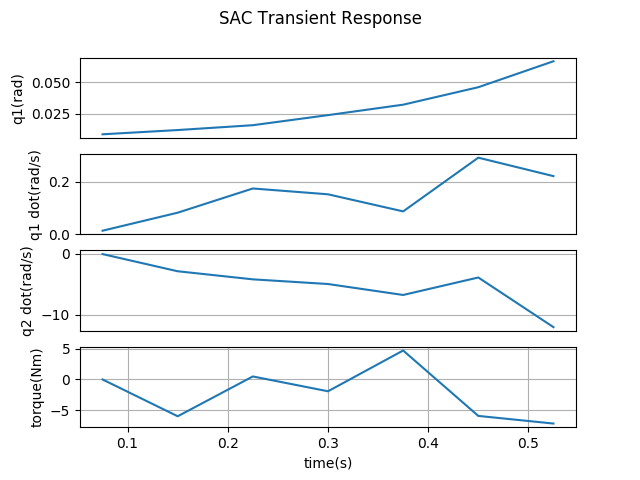 SAC Transient Response
q1(rad)
0.050
0.025
q1 dot(rad/s)
0.2
0.0
q2 dot(rad/s)
0
−10
torque(Nm)
5
0
−5
0.1 0.2 0.3 0.4 0.5
time(s)